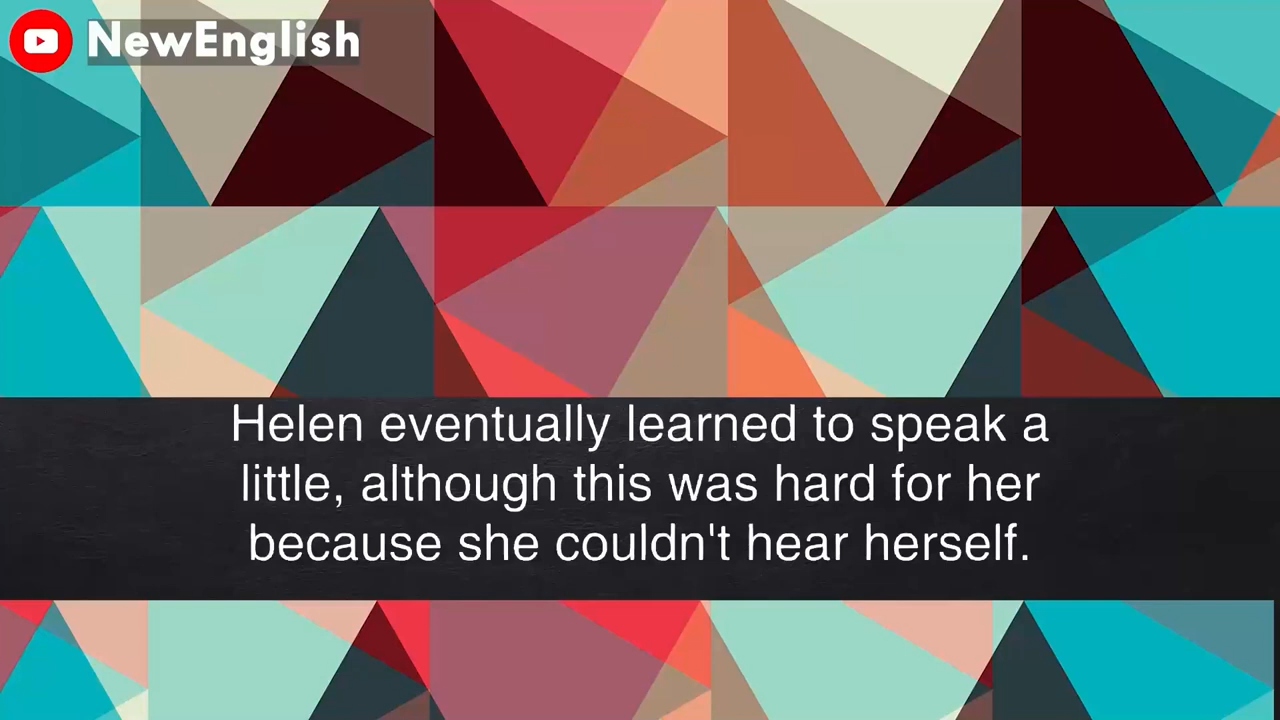 NewEnglish
Helen eventually learned to speak a
little, although this was hard for her
because she couldn't hear herself.